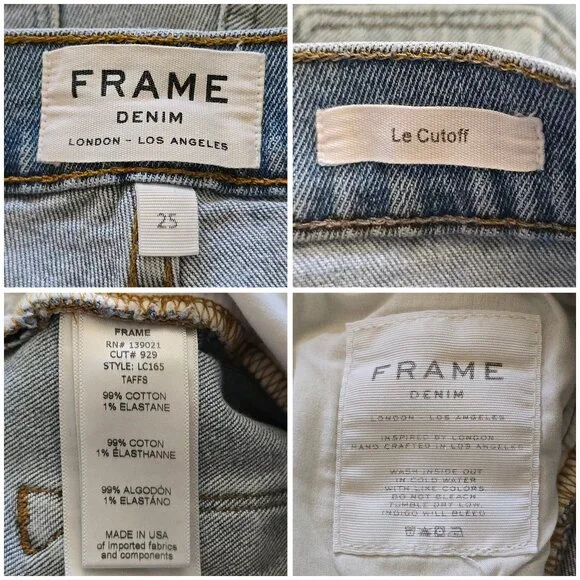 FRAME
DENIM
LONDON - LOS ANGELES
25
Le Cutoff
FRAME
RN# 139021
CUT# 929
STYLE: LC165
TAFFS
99% COTTON
1% ELASTANE
99% COTON
1% ÉLASTHANNE
99% ALGODÓN
1% ELASTÁNO
MADE IN USA
of imported fabrics
and components
FRAME
DENIM
LONDON - LOS ANGELES
INSPIRED BY LONDON
HAND CRAFTED IN LOS ANGELES
WASH INSIDE OUT
IN COLD WATER
WITH LIKE COLORS
DO NOT BLEACH
TUMBLE DRY LOW.
INDIGO WILL BLEED.